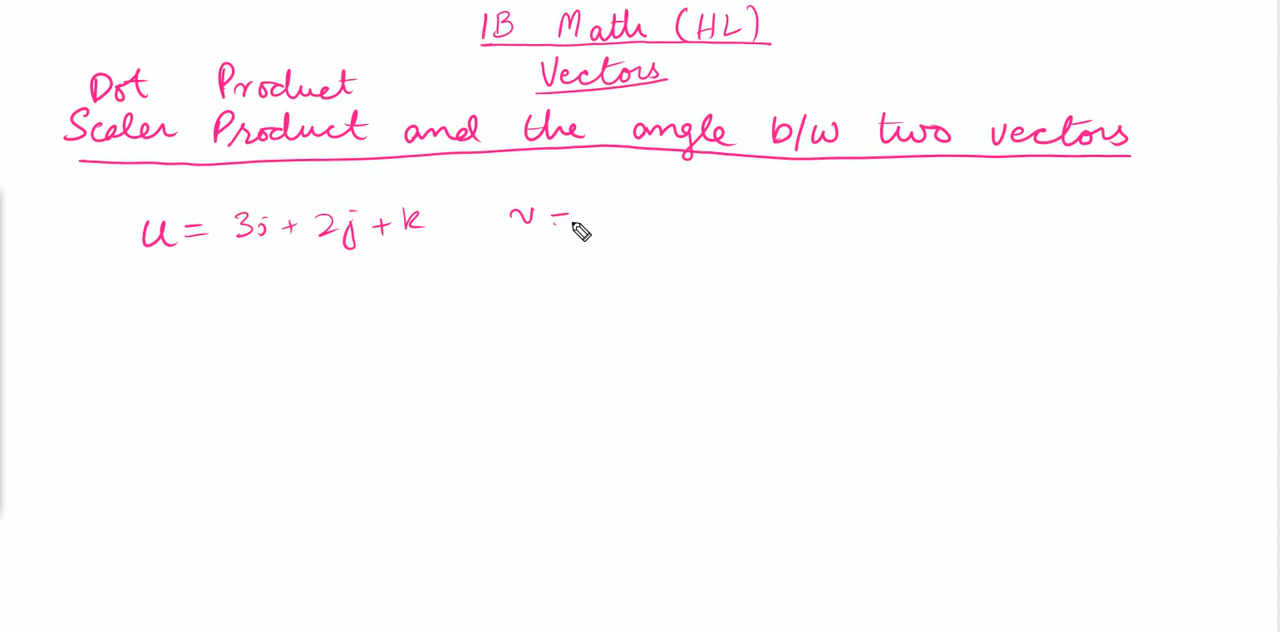 IB Math (HL)
Vectors
Dot Product
Scaler Product and the angle b/w two vectors
u = 3i + 2j + k v =